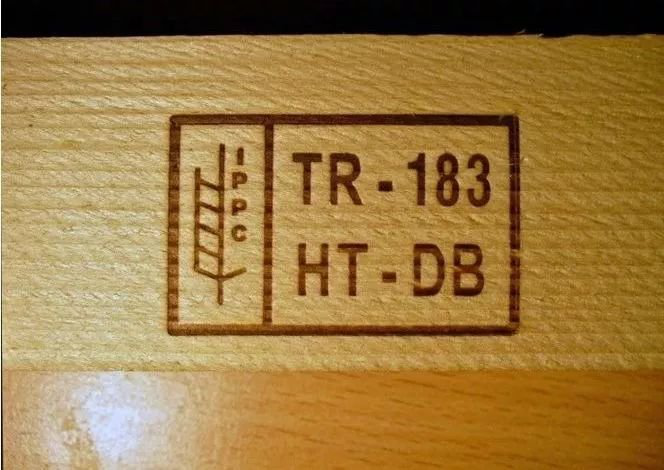 IPPC
TR - 183
HT - DB